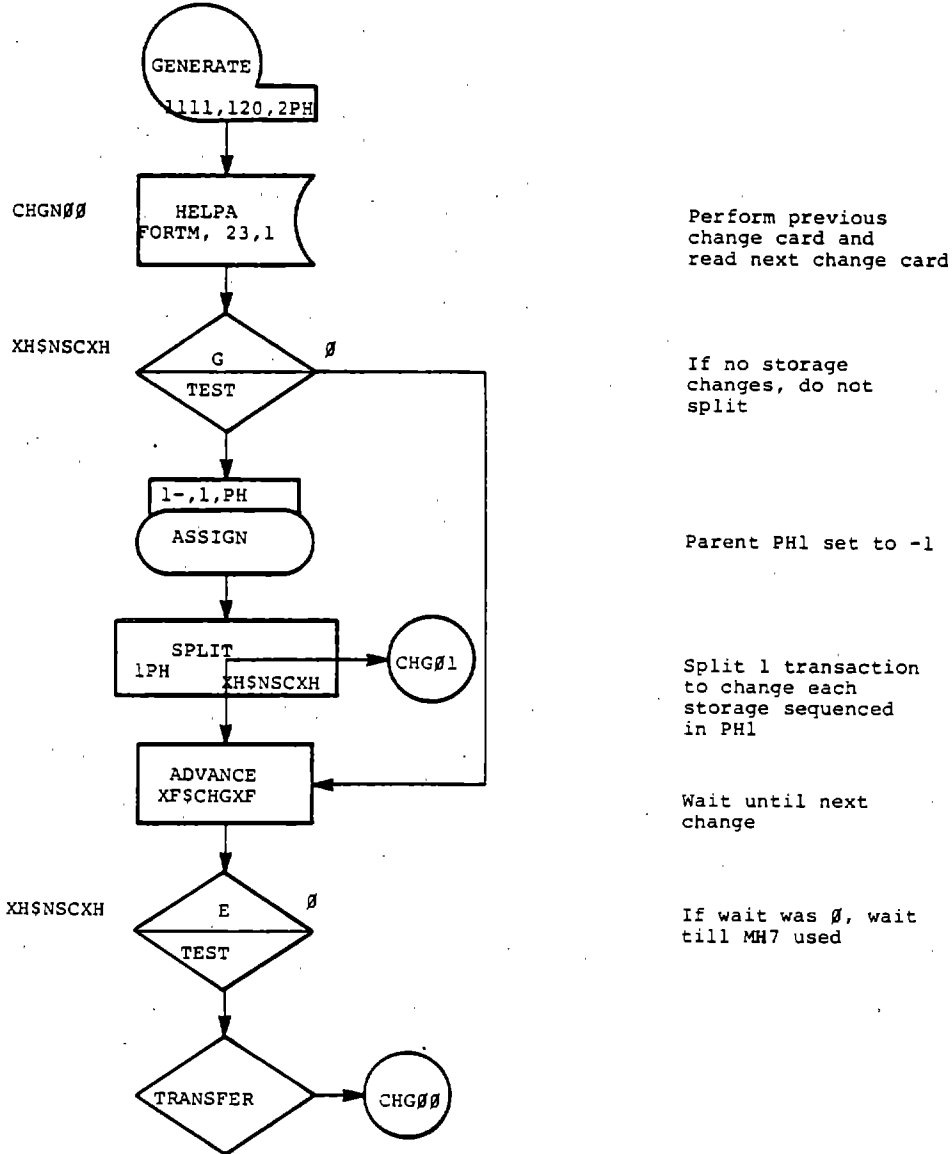 GENERATE
1111,120,2PH
CHGNØØ
HELPA
FORTM, 23,1
Perform previous
change card and
read next change card
XH$NSCXH
G
Ø
TEST
If no storage
changes, do not
split
1-,1,PH
ASSIGN
Parent PH1 set to -1
SPLIT
1PH
XH$NSCXH
CHGØ1
Split 1 transaction
to change each
storage sequenced
in PH1
ADVANCE
XF$CHGXF
Wait until next
change
XH$NSCXH
E
Ø
TEST
If wait was Ø, wait
till MH7 used
TRANSFER
CHGØØ